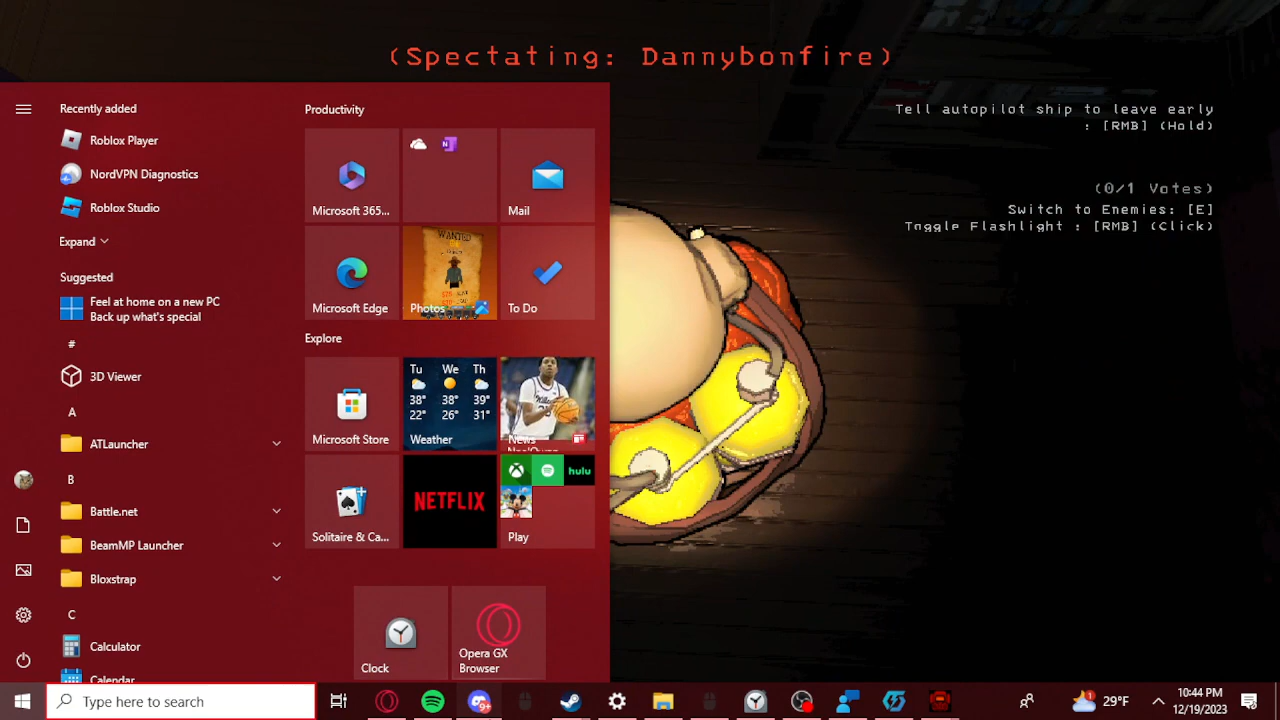 (Spectating: Dannybonfire)
Tell autopilot ship to leave early
: [RMB] (Hold)
(0/1 Votes)
Switch to Enemies: [E]
Toggle Flashlight : [RMB] (Click)
Recently added
Roblox Player
NordVPN Diagnostics
Roblox Studio
Expand
Suggested
Feel at home on a new PC
Back up what's special
#
3D Viewer
A
ATLauncher
B
Battle.net
BeamMP Launcher
Bloxstrap
C
Calculator
Calendar
Productivity
Microsoft 365...
Mail
Microsoft Edge
WANTED
Photos
To Do
Explore
Microsoft Store
Tu We Th
38° 38° 39°
22° 26° 31°
Weather
News
hulu
Solitaire & Ca...
NETFLIX
Play
Clock
Opera GX
Browser
Type here to search
9+
1
29°F
10:44 PM
12/19/2023